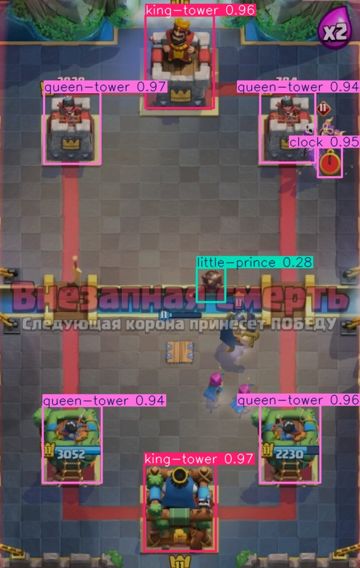 king-tower 0.96
x2
queen-tower 0.97
queen-tower 0.94
clock 0.95
little-prince 0.28
Внезапная Смерть
Следующая корона принесет ПОБЕДУ
queen-tower 0.94
queen-tower 0.96
3052
2230
king-tower 0.97